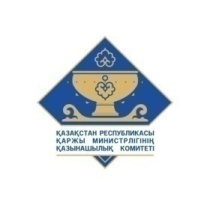 ҚАЗАҚСТАН РЕСПУБЛИКАСЫ
ҚАРЖЫ МИНИСТРЛІГІНІҢ
ҚАЗЫНАШЫЛЫҚ КОМИТЕТІ